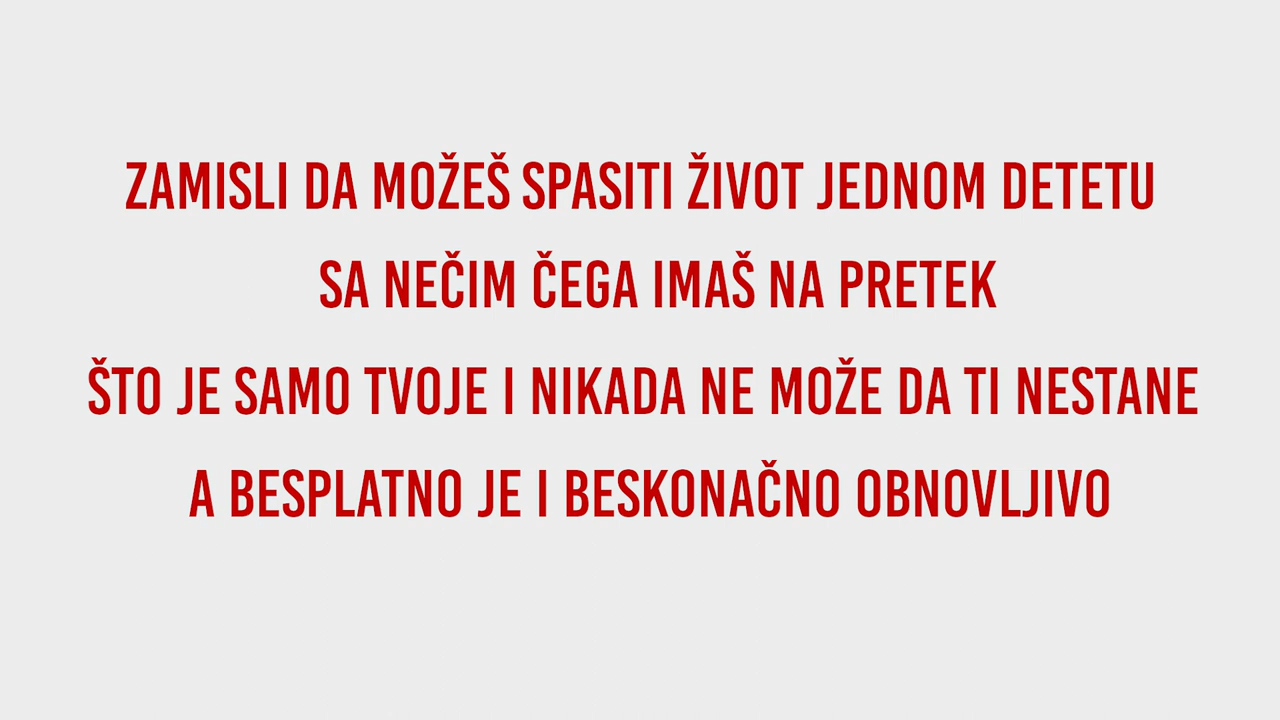 ZAMISLI DA MOŽEŠ SPASITI ŽIVOT JEDNOM DETETU
SA NEČIM ČEGA IMAŠ NA PRETEK
ŠTO JE SAMO TVOJE I NIKADA NE MOŽE DA TI NESTANE
A BESPLATNO JE I BESKONAČNO OBNOVLJIVO